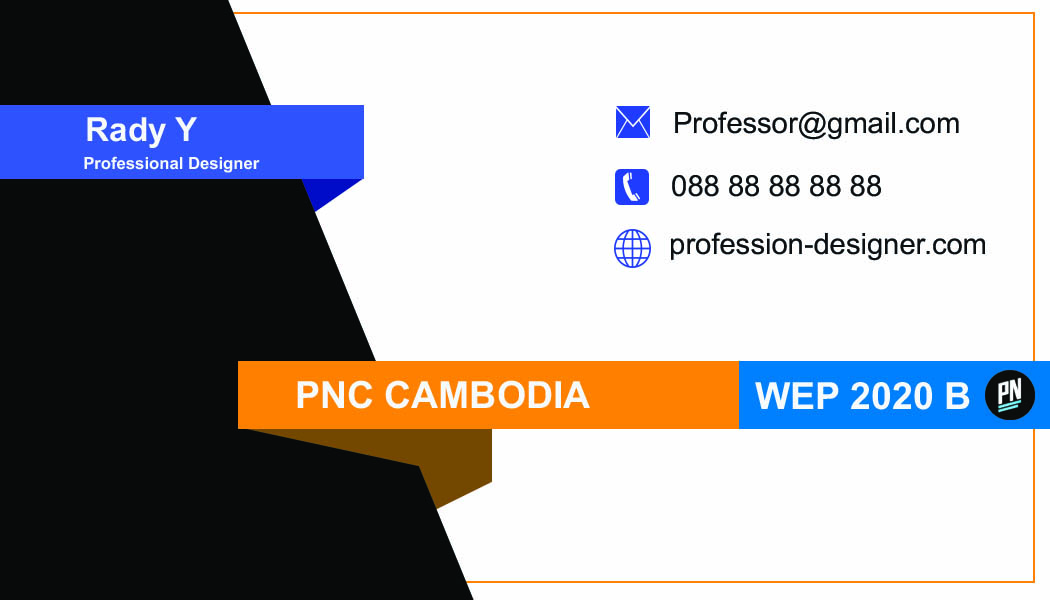 Rady Y
Professional Designer
Professor@gmail.com
088 88 88 88 88
profession-designer.com
PNC CAMBODIA
WEP 2020 B
PN